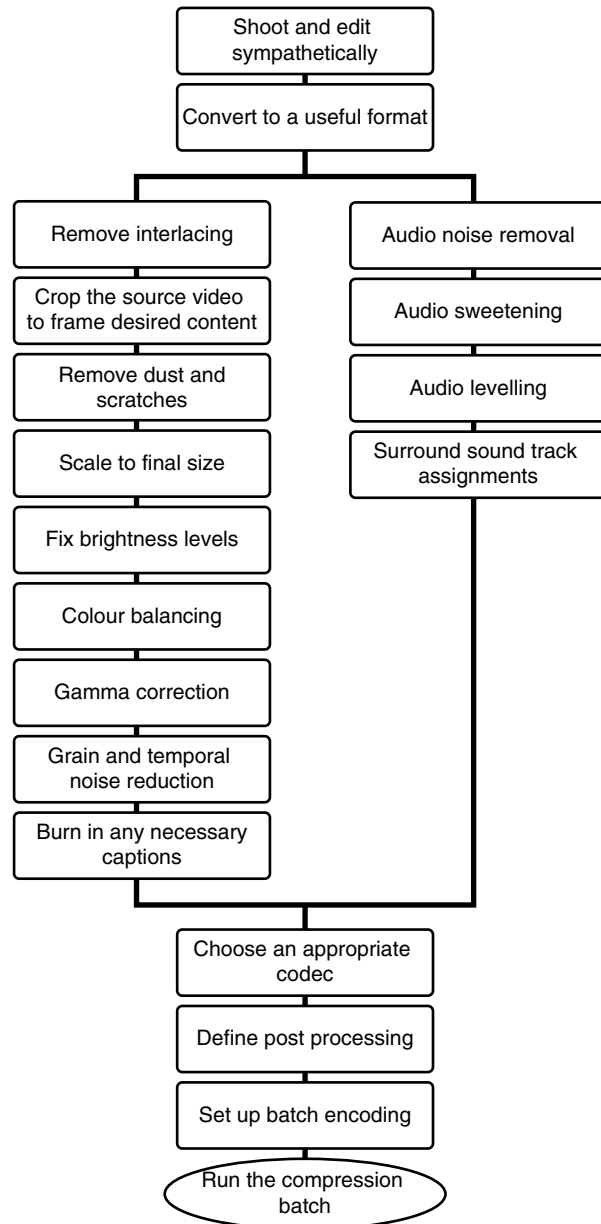 Shoot and edit
sympathetically
Convert to a useful format
Remove interlacing
Crop the source video
to frame desired content
Remove dust and
scratches
Scale to final size
Fix brightness levels
Colour balancing
Gamma correction
Grain and temporal
noise reduction
Burn in any necessary
captions
Audio noise removal
Audio sweetening
Audio levelling
Surround sound track
assignments
Choose an appropriate
codec
Define post processing
Set up batch encoding
Run the compression
batch